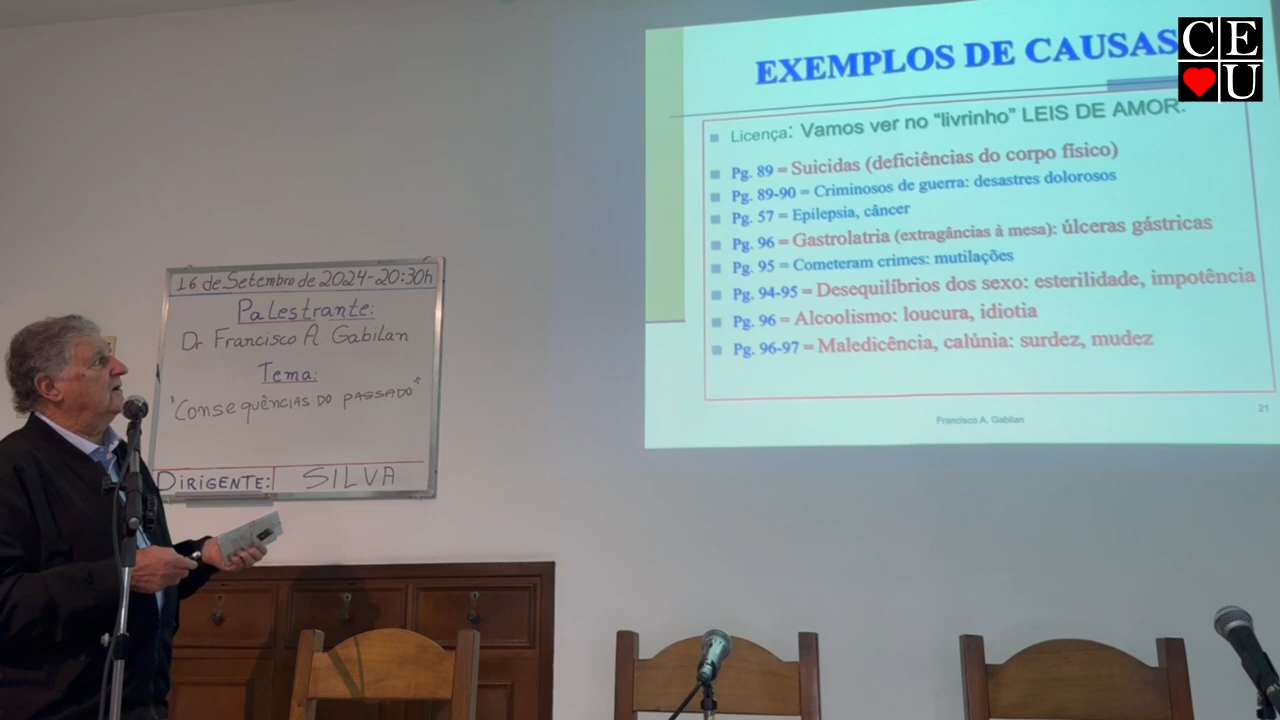 16 de Setembro de 2024-20:30h
Palestrante:
Dr Francisco A Gabilan
Tema:
"Consequências do passado"
Dirigente: SILVA
EXEMPLOS DE CAUSAS
CE
U
Licença: Vamos ver no “livrinho” LEIS DE AMOR.
Pg. 89 = Suicidas (deficiências do corpo físico)
Pg. 89-90 = Criminosos de guerra: desastres dolorosos
Pg. 57 = Epilepsia, câncer
Pg. 96 = Gastrolatria (extragâncias à mesa): úlceras gástricas
Pg. 95 = Cometeram crimes: mutilações
Pg. 94-95 = Desequilíbrios dos sexo: esterilidade, impotência
Pg. 96 = Alcoolismo: loucura, idiotia
Pg. 96-97 = Maledicência, calúnia: surdez, mudez
Francisco A. Gabilan
21